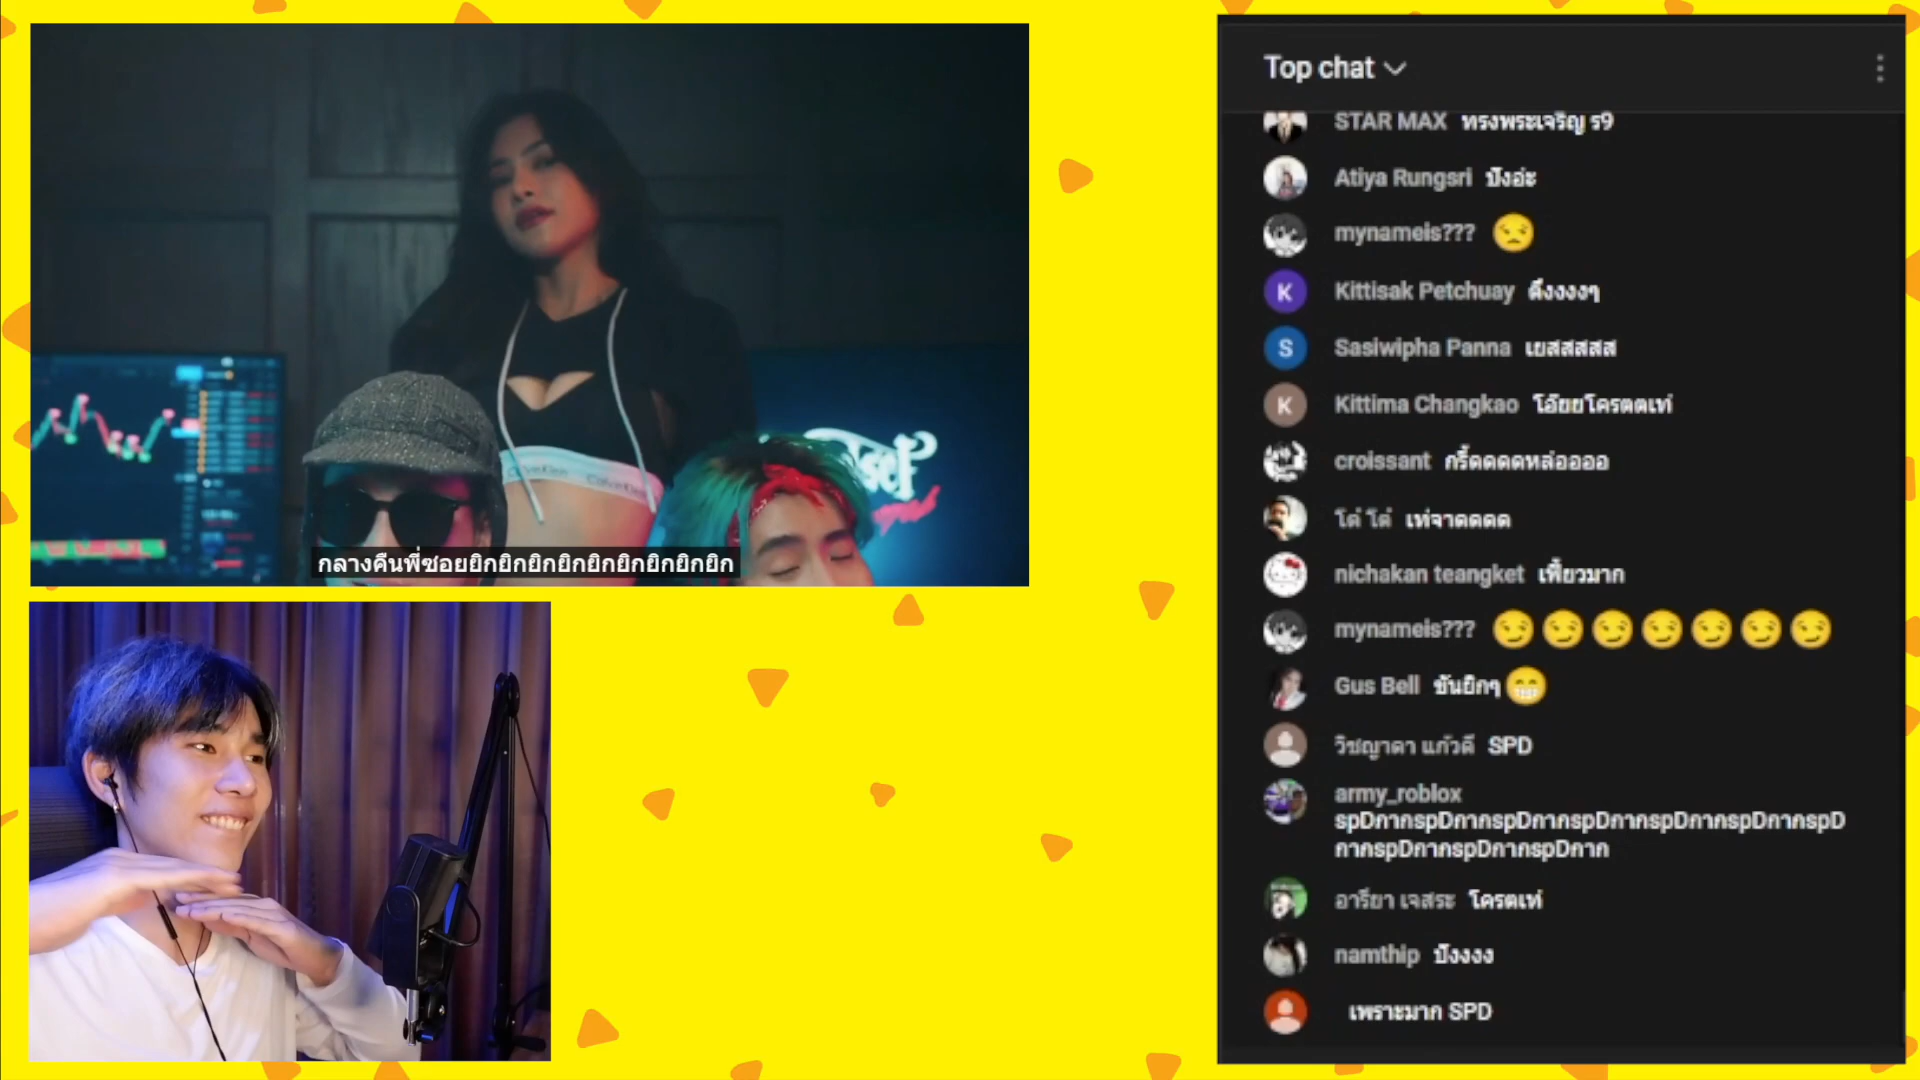 Calvin Klein
Calvin Klein
กลางคืนพี่ซอยยิกยิกยิกยิกยิกยิกยิกยิกยิก
Top chat
STAR MAX ทรงพระเจริญ ร9
Atiya Rungsri ปังอ่ะ
mynameis??? 😒
Kittisak Petchuay ดึงงงงๆ
Sasiwipha Panna เยสสสสส
Kittima Changkao โอ๊ยยโครตตเท่
croissant กรี้ดดดดหล่ออออ
โด่ โด่ เท่จาดดดด
nichakan teangket เฟี้ยวมาก
mynameis??? 😏😏😏😏😏😏😏
Gus Bell ขันยิกๆ😁
วิชญาดา แก้วดี SPD
army_roblox
spDกากspDกากspDกากspDกากspDกากspDกากspD
กากspDกากspDกากspDกาก
อารียา เจสระ โครตเท่
namthip ปังงงง
เพราะมาก SPD
K
S
K